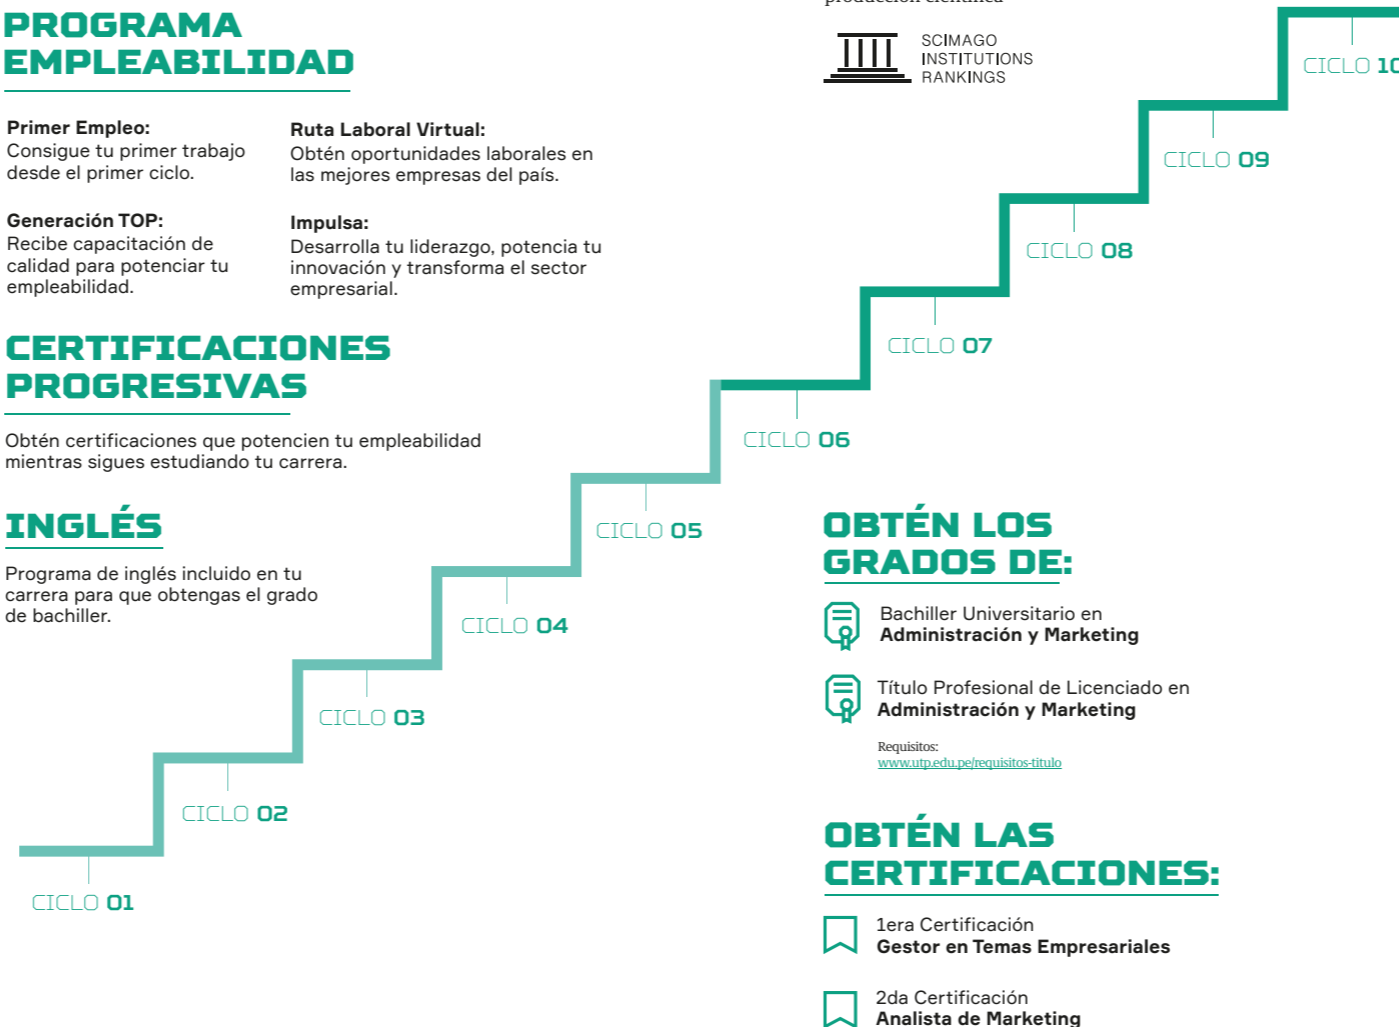 PROGRAMA
EMPLEABILIDAD
Primer Empleo:
Consigue tu primer trabajo
desde el primer ciclo.
Ruta Laboral Virtual:
Obtén oportunidades laborales en
las mejores empresas del país.
Generación TOP:
Recibe capacitación de
calidad para potenciar tu
empleabilidad.
Impulsa:
Desarrolla tu liderazgo, potencia tu
innovación y transforma el sector
empresarial.
CERTIFICACIONES
PROGRESIVAS
Obtén certificaciones que potencien tu empleabilidad
mientras sigues estudiando tu carrera.
INGLÉS
Programa de inglés incluido en tu
carrera para que obtengas el grado
de bachiller.
CICLO 01
CICLO 02
CICLO 03
CICLO 04
CICLO 05
CICLO 06
CICLO 07
CICLO 08
CICLO 09
CICLO 10
producción científica
SCIMAGO
INSTITUTIONS
RANKINGS
OBTÉN LOS
GRADOS DE:
Bachiller Universitario en
Administración y Marketing
Título Profesional de Licenciado en
Administración y Marketing
Requisitos:
www.utp.edu.pe/requisitos-titulo
OBTÉN LAS
CERTIFICACIONES:
1era Certificación
Gestor en Temas Empresariales
2da Certificación
Analista de Marketing